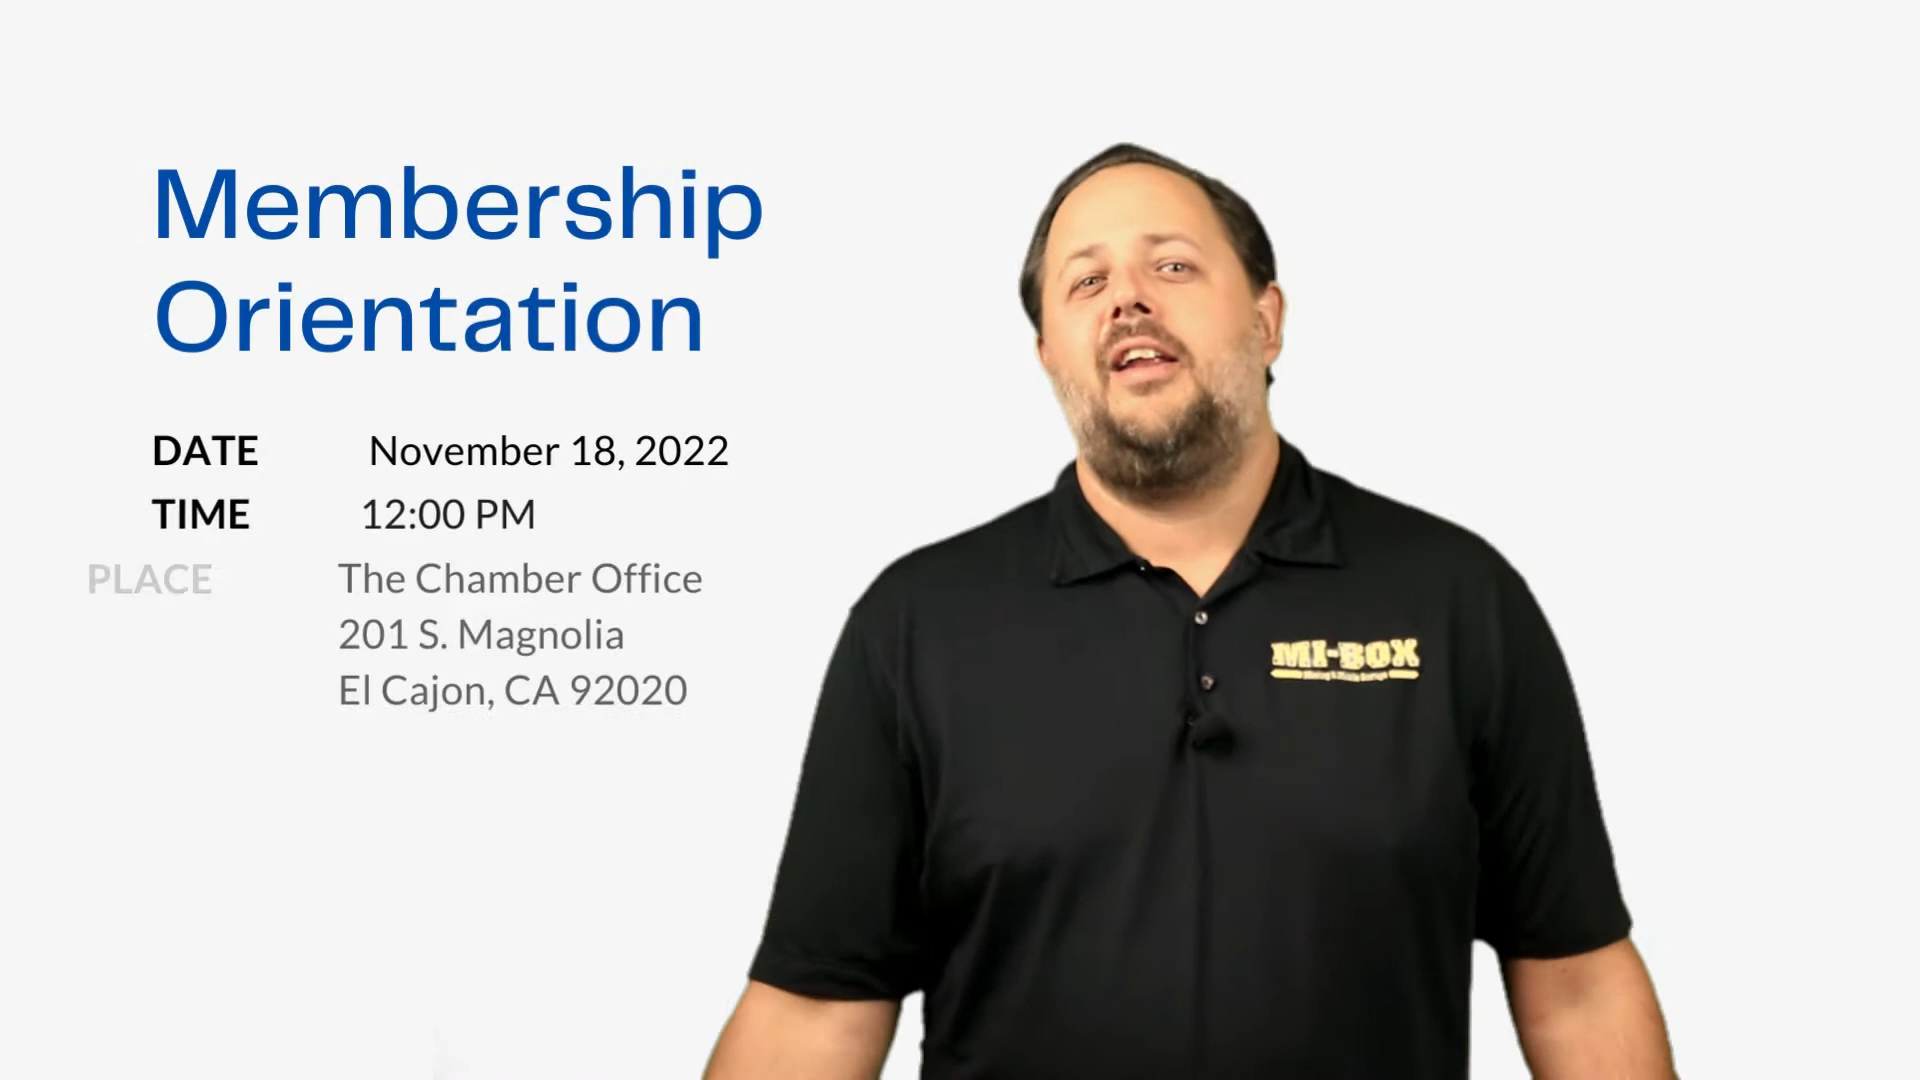 Membership
Orientation
DATE November 18, 2022
TIME 12:00 PM
PLACE The Chamber Office
201 S. Magnolia
El Cajon, CA 92020
MI-BOX